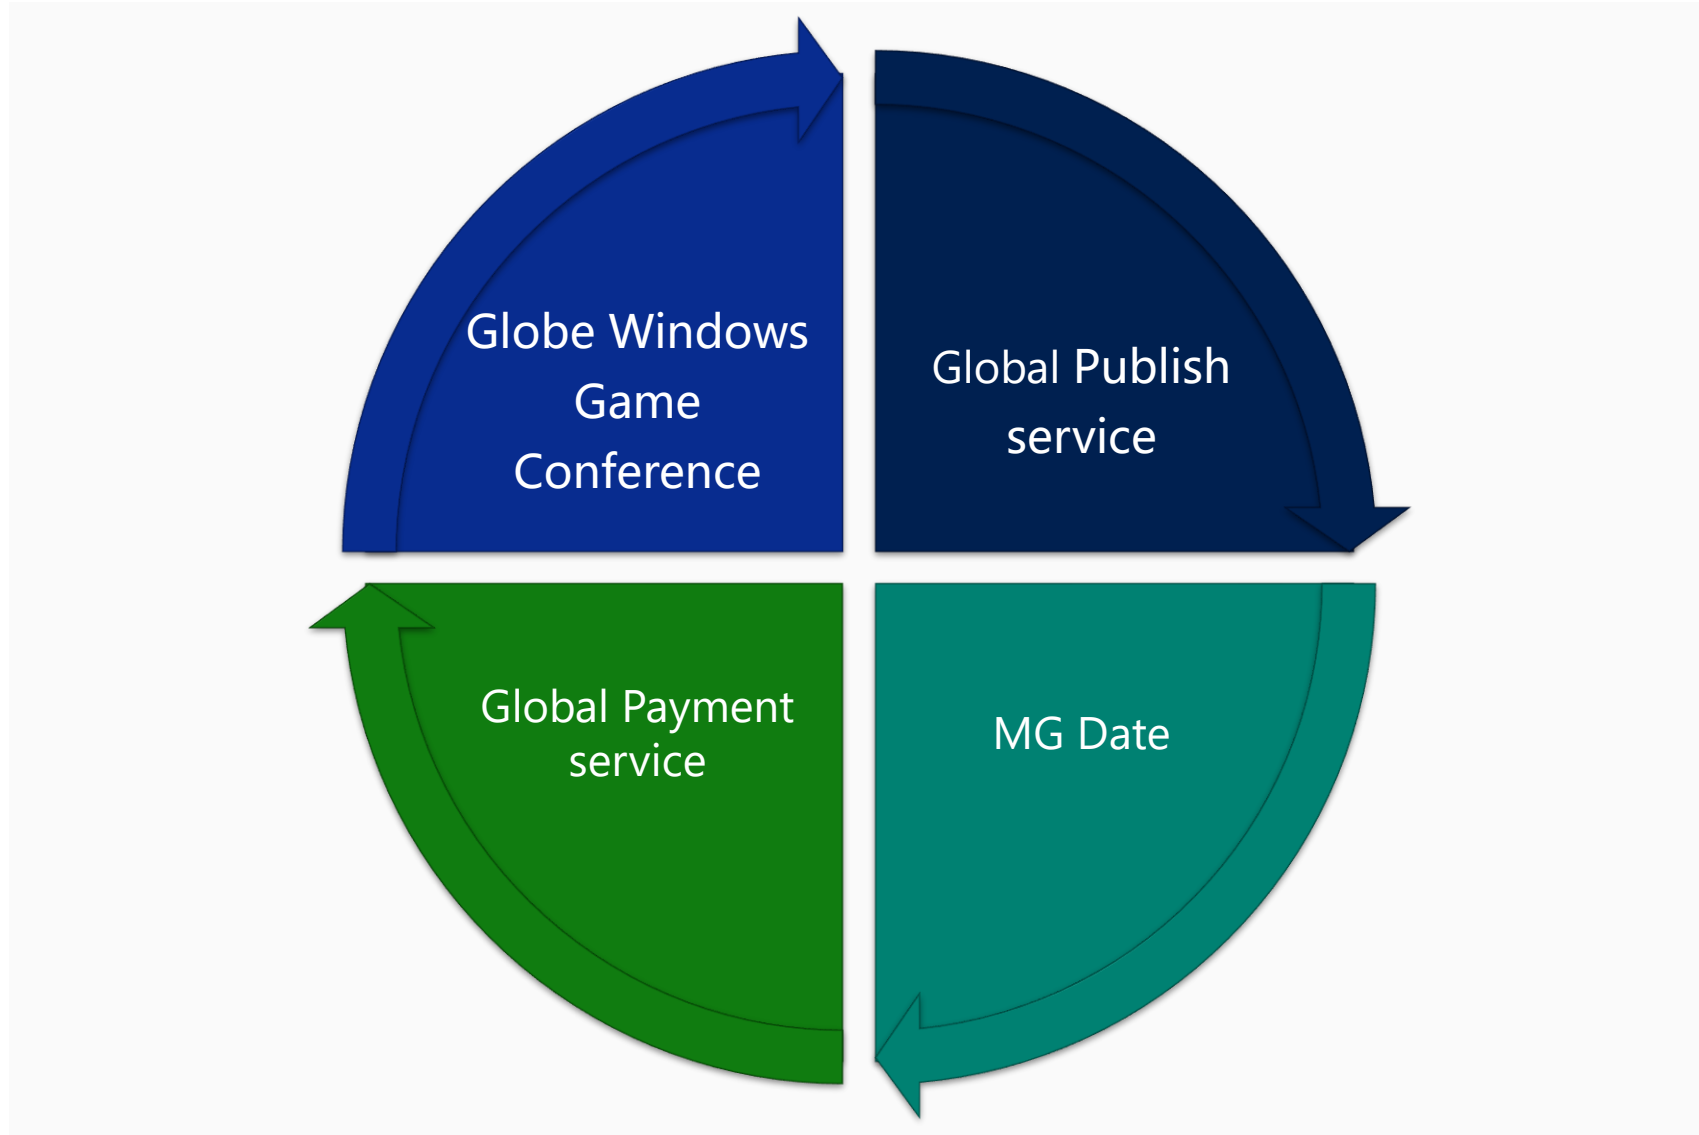 Globe Windows
Game
Conference
Global Publish
service
Global Payment
service
MG Date